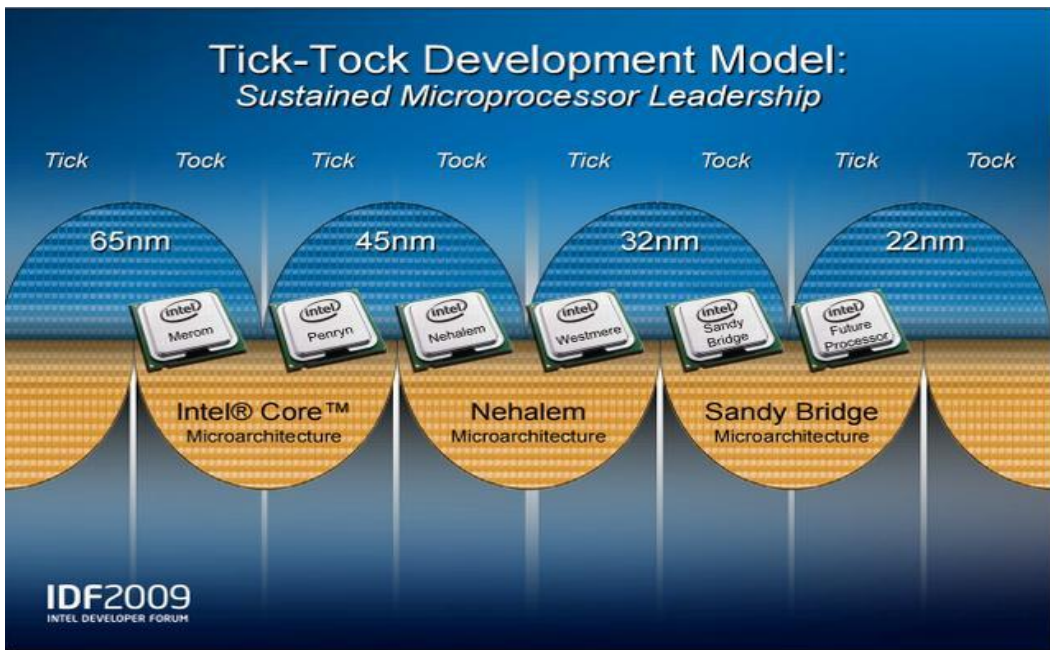 Tick-Tock Development Model:
Sustained Microprocessor Leadership
Tick Tock Tick Tock Tick Tock Tick Tock
65nm 45nm 32nm 22nm
intel intel intel intel intel intel
Merom Penryn Nehalem Westmere Sandy Bridge Future Processor
Intel® Core™ Nehalem Sandy Bridge
Microarchitecture Microarchitecture Microarchitecture
IDF2009
INTEL DEVELOPER FORUM